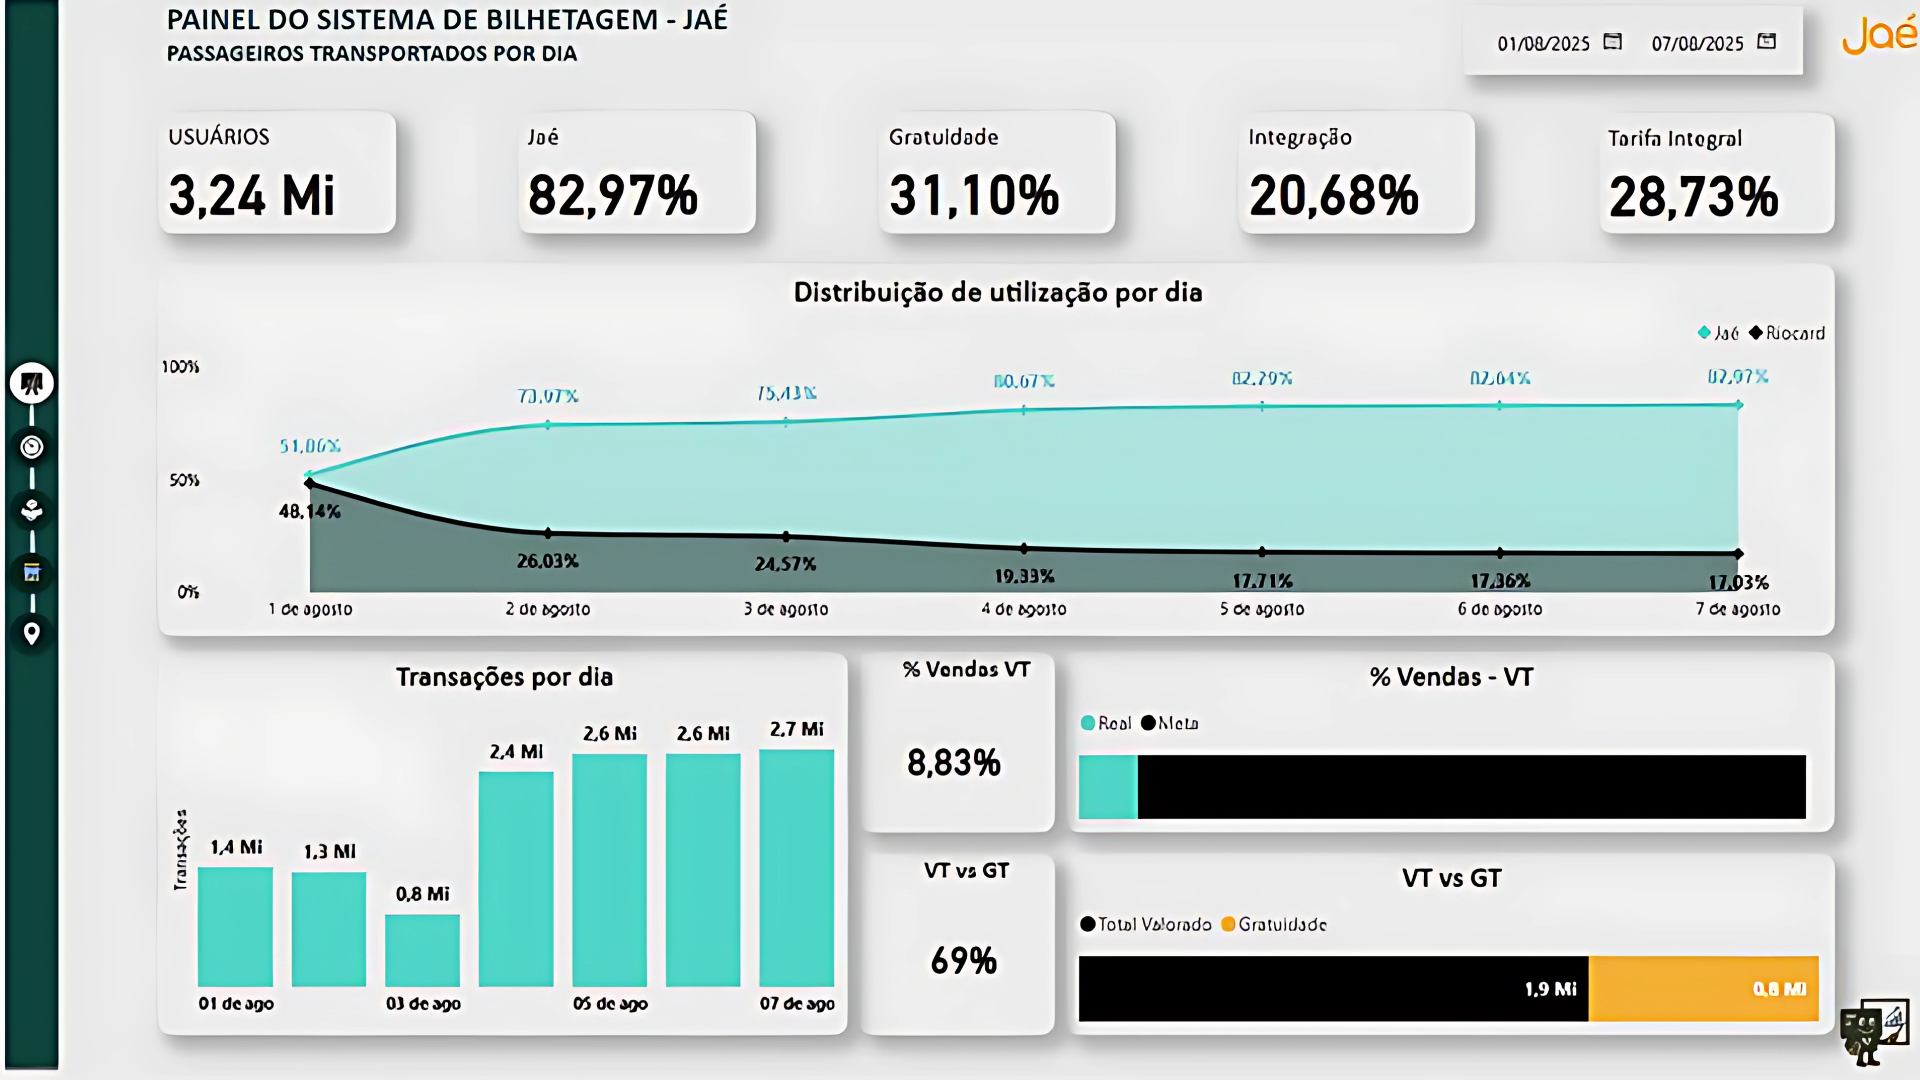 PAINEL DO SISTEMA DE BILHETAGEM - JAÉ
PASSAGEIROS TRANSPORTADOS POR DIA
01/08/2025 07/08/2025
Jaé
USUÁRIOS
3,24 Mi
Jaé
82,97%
Gratuidade
31,10%
Integração
20,68%
Tarifa Integral
28,73%
Distribuição de utilização por dia
Jaé Riocard
100%
50%
0%
75,43% 80,67% 82,29% 82,64% 82,97%
51,86%
48,14%
26,03% 24,57% 19,33% 17,71% 17,36% 17,03%
1 de agosto 2 de agosto 3 de agosto 4 de agosto 5 de agosto 6 de agosto 7 de agosto
Transações por dia
Transações
1,4 Mi 1,3 Mi 0,8 Mi 2,4 Mi 2,6 Mi 2,6 Mi 2,7 Mi
01 de ago 03 de ago 05 de ago 07 de ago
% Vendas VT
8,83%
% Vendas - VT
Real Meta
VT vs GT
69%
VT vs GT
Total Valorado Gratuidade
1,9 Mi 0,8 Mi